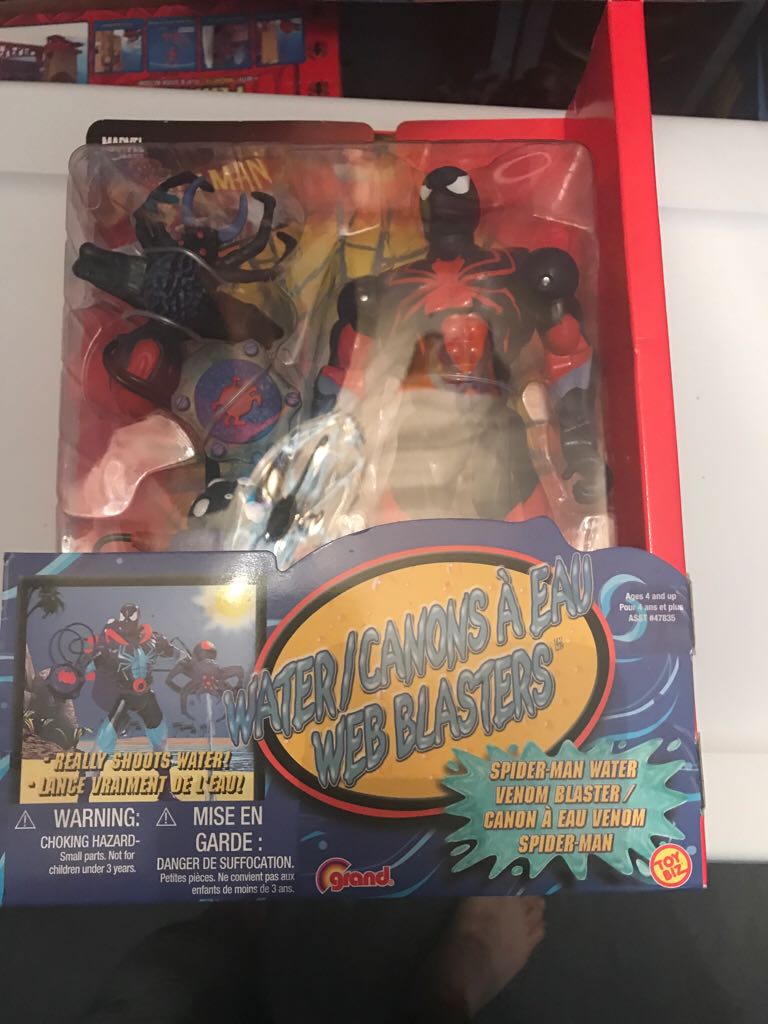 MARVEL
MAN
WATER/CANONS À EAU
WEB BLASTERS
Ages 4 and up
Pour 4 ans et plus
ASST #47835
• REALLY SHOOTS WATER!
• LANCE VRAIMENT DE L'EAU!
SPIDER-MAN WATER
VENOM BLASTER /
CANON À EAU VENOM
SPIDER-MAN
WARNING:
CHOKING HAZARD-
Small parts. Not for
children under 3 years.
MISE EN
GARDE :
DANGER DE SUFFOCATION.
Petites pièces. Ne convient pas aux
enfants de moins de 3 ans.
grand
TOY
BIZ